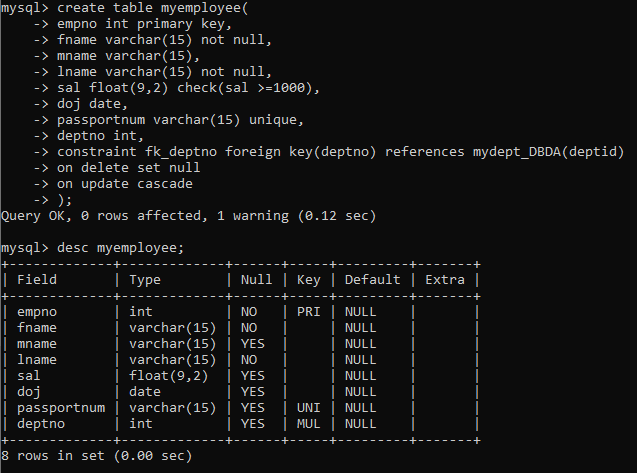 mysql> create table myemployee(
    -> empno int primary key,
    -> fname varchar(15) not null,
    -> mname varchar(15),
    -> lname varchar(15) not null,
    -> sal float(9,2) check(sal >=1000),
    -> doj date,
    -> passportnum varchar(15) unique,
    -> deptno int,
    -> constraint fk_deptno foreign key(deptno) references mydept_DBDA(deptid)
    -> on delete set null
    -> on update cascade
    -> );
Query OK, 0 rows affected, 1 warning (0.12 sec)

mysql> desc myemployee;
+-------------+-------------+------+-----+---------+-------+
| Field       | Type        | Null | Key | Default | Extra |
+-------------+-------------+------+-----+---------+-------+
| empno       | int         | NO   | PRI | NULL    |       |
| fname       | varchar(15) | NO   |     | NULL    |       |
| mname       | varchar(15) | YES  |     | NULL    |       |
| lname       | varchar(15) | NO   |     | NULL    |       |
| sal         | float(9,2)  | YES  |     | NULL    |       |
| doj         | date        | YES  |     | NULL    |       |
| passportnum | varchar(15) | YES  | UNI | NULL    |       |
| deptno      | int         | YES  | MUL | NULL    |       |
+-------------+-------------+------+-----+---------+-------+
8 rows in set (0.00 sec)